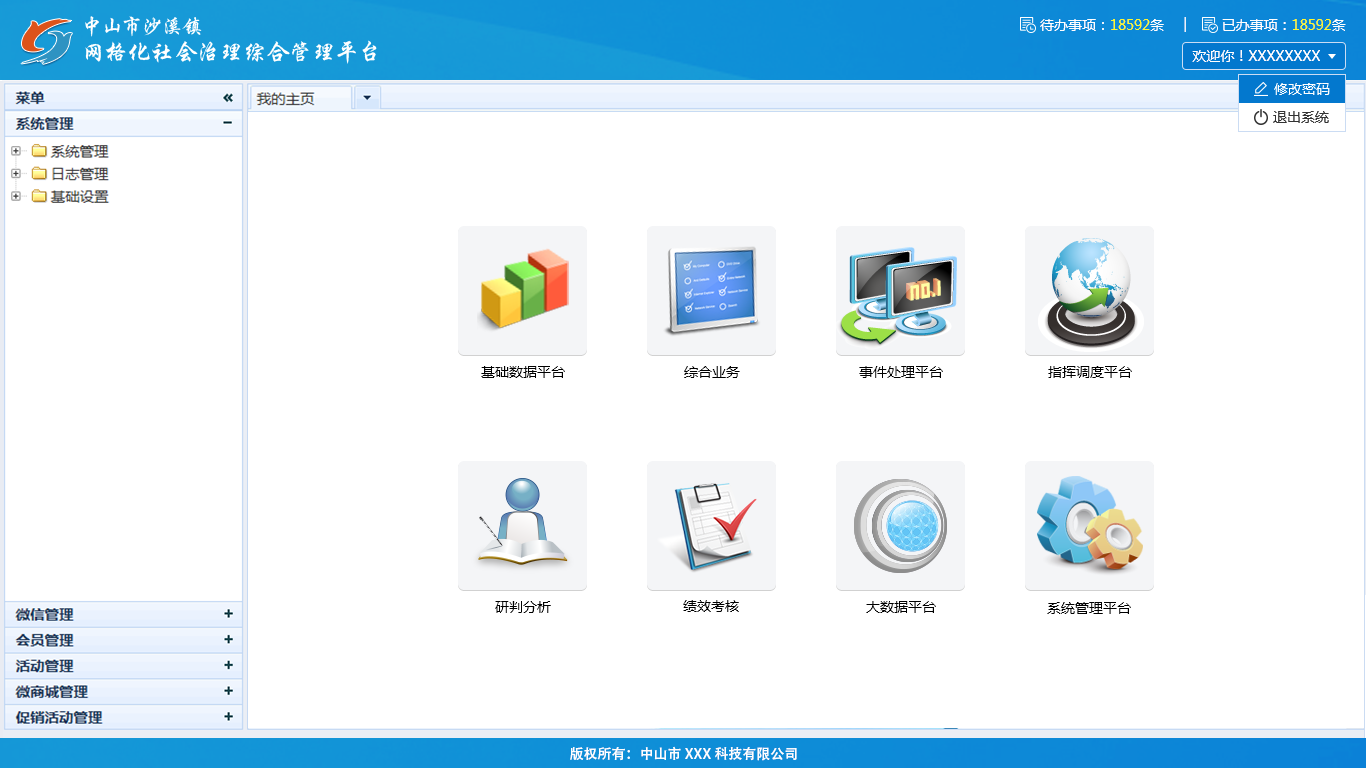 中山市沙溪镇
网格化社会治理综合管理平台
待办事项：18592条 | 已办事项：18592条
欢迎你！XXXXXXXX
修改密码
退出系统
菜单
系统管理
系统管理
日志管理
基础设置
微信管理
会员管理
活动管理
微商城管理
促销活动管理
我的主页
no.1
基础数据平台 综合业务 事件处理平台 指挥调度平台
研判分析 绩效考核 大数据平台 系统管理平台
版权所有：中山市 XXX 科技有限公司